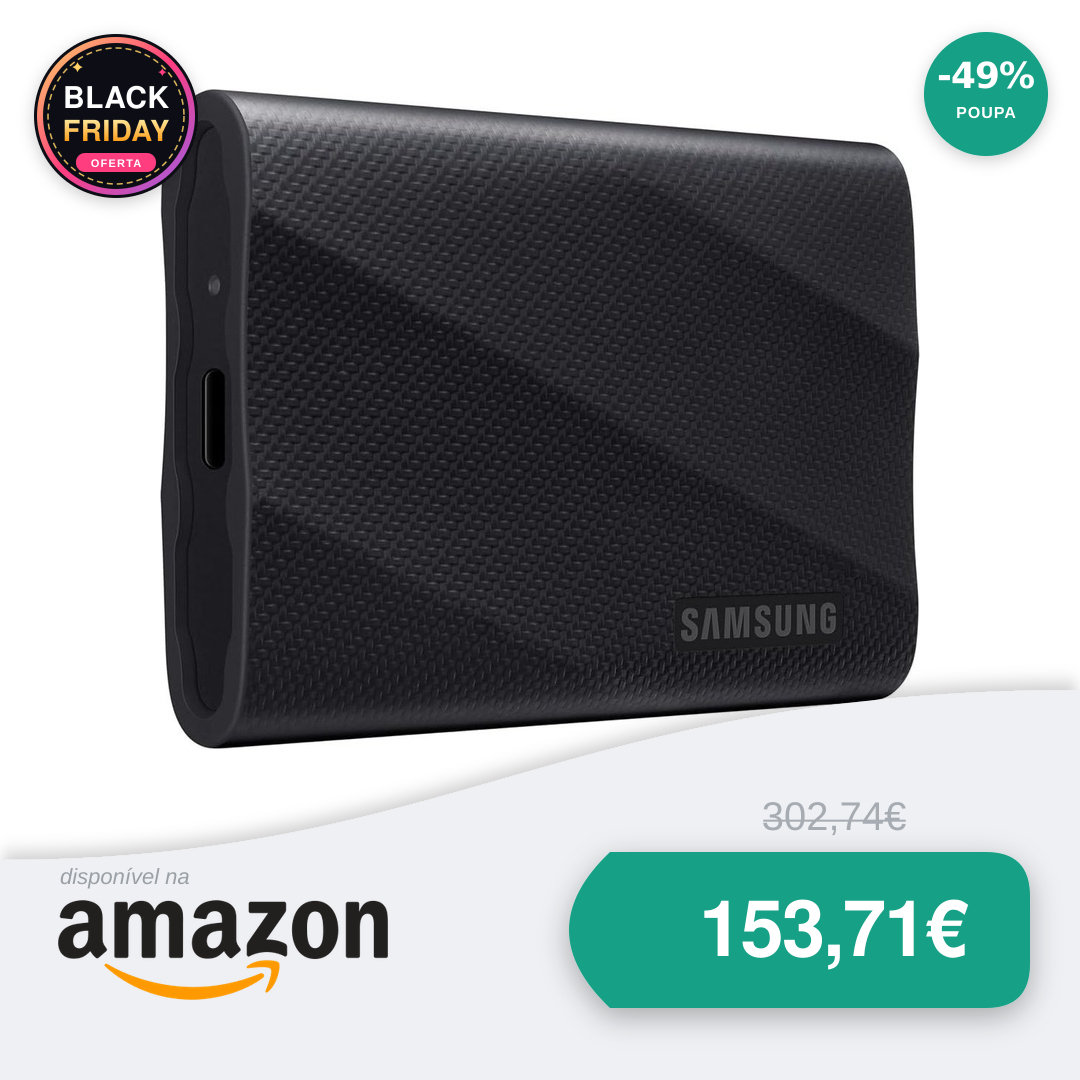 BLACK
FRIDAY
OFERTA
-49%
POUPA
SAMSUNG
302,74€
disponível na
amazon
153,71€